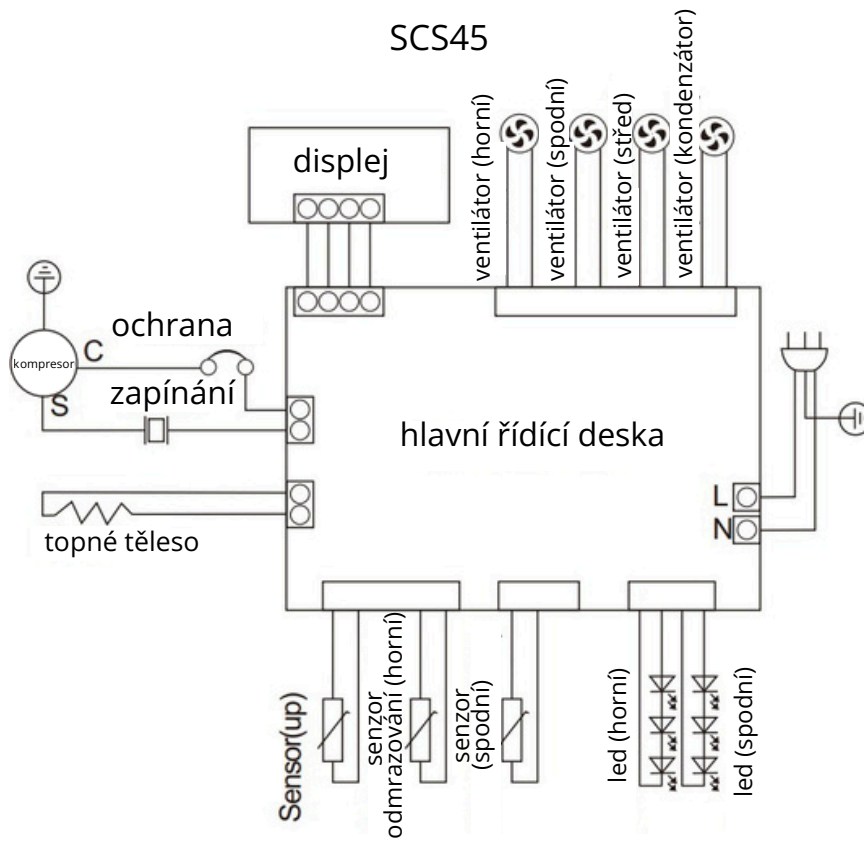 SCS45
displej
ventilátor (horní)
ventilátor (spodní)
ventilátor (střed)
ventilátor (kondenzátor)
ochrana
kompresor
C
zapínání
S
hlavní řídící deska
topné těleso
L
N
Sensor(up)
senzor
odmrazování (horní)
senzor
(spodní)
led (horní)
led (spodní)